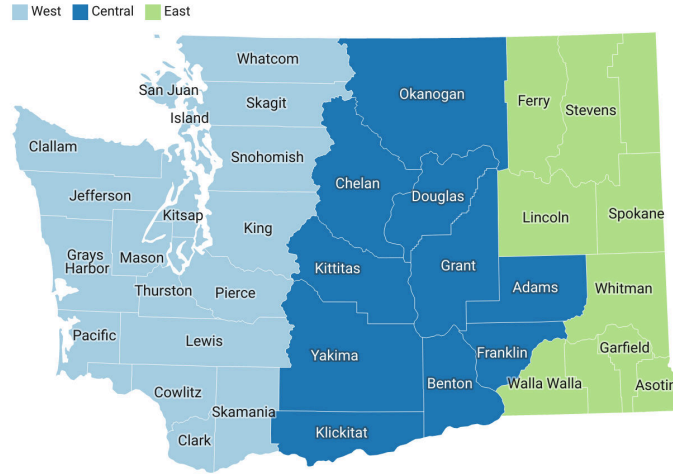 West Central East
Whatcom
San Juan
Skagit
Okanogan
Ferry
Stevens
Island
Clallam
Snohomish
Chelan
Jefferson
Douglas
Kitsap
Lincoln
Spokane
King
Grays
Harbor
Mason
Kittitas
Grant
Thurston
Pierce
Adams
Whitman
Pacific
Lewis
Yakima
Franklin
Garfield
Cowlitz
Benton
Walla Walla
Asotin
Skamania
Clark
Klickitat